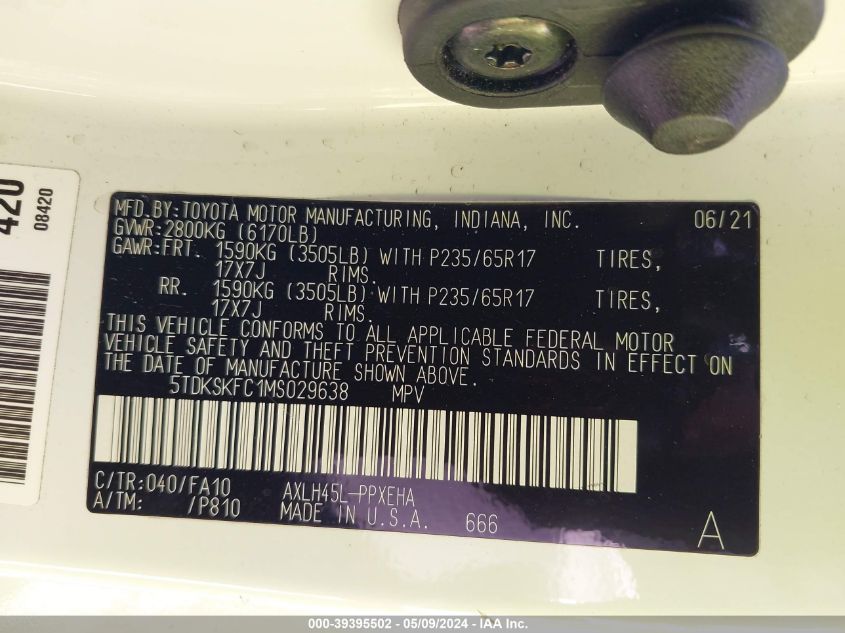 420
08420
MFD.BY:TOYOTA MOTOR MANUFACTURING, INDIANA, INC. 06/21
GVWR:2800KG (6170LB)
GAWR:FRT. 1590KG (3505LB) WITH P235/65R17 TIRES,
17X7J RIMS.
RR. 1590KG (3505LB) WITH P235/65R17 TIRES,
17X7J RIMS.
THIS VEHICLE CONFORMS TO ALL APPLICABLE FEDERAL MOTOR
VEHICLE SAFETY AND THEFT PREVENTION STANDARDS IN EFFECT ON
THE DATE OF MANUFACTURE SHOWN ABOVE.
5TDKSKFC1MS029638 MPV
C/TR:040/FA10 AXLH45L-PPXEHA
A/TM: /P810 MADE IN U.S.A. 666 A
000-39395502 - 05/09/2024 - IAA Inc.